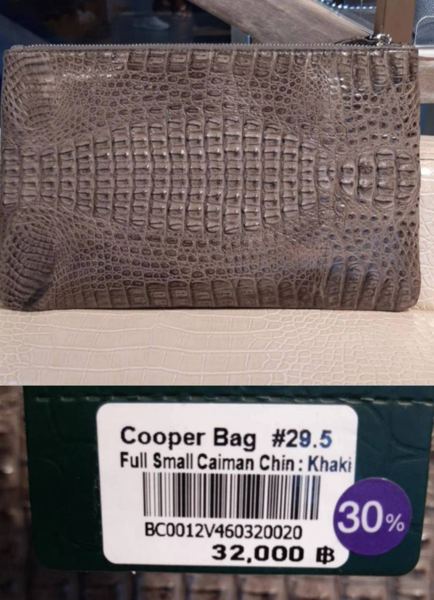 Cooper Bag #29.5
Full Small Caiman Chin : Khaki
BC0012V460320020
30%
32,000 ฿